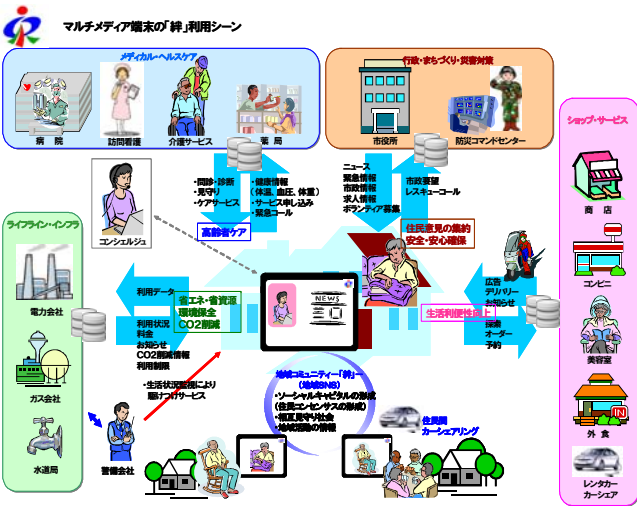 マルチメディア端末の「絆」利用シーン
メディカル・ヘルスケア
病　院
訪問看護
介護サービス
薬　局
行政・まちづくり・災害対策
市役所
防災コマンドセンター
ショップ・サービス
商　店
コンビニ
美容室
外　食
IN
レンタカー
カーシェア
コンシェルジュ
・問診・診断
・見守り
・ケアサービス
・健康情報
（体温、血圧、体重）
・サービス申し込み
・緊急コール
高齢者ケア
ニュース
緊急情報
市政情報
求人情報
ボランティア募集
市政要望
レスキューコール
住民意見の集約
安全・安心確保
ライフライン・インフラ
電力会社
ガス会社
水道局
利用データ
利用状況
料金
お知らせ
CO2削減情報
利用制限
省エネ・省資源
環境保全
CO2削減
NEWS
広告
デリバリー
お知らせ
生活利便性向上
探索
オーダー
予約
・生活状況監視により
駆けつけサービス
警備会社
地域コミュニティー「絆」ー
（地域SNS）
・ソーシャルキャピタルの形成
（住民コンセンサスの形成）
・相互見守り社会
・地域活動の情報
住民間
カーシェアリング